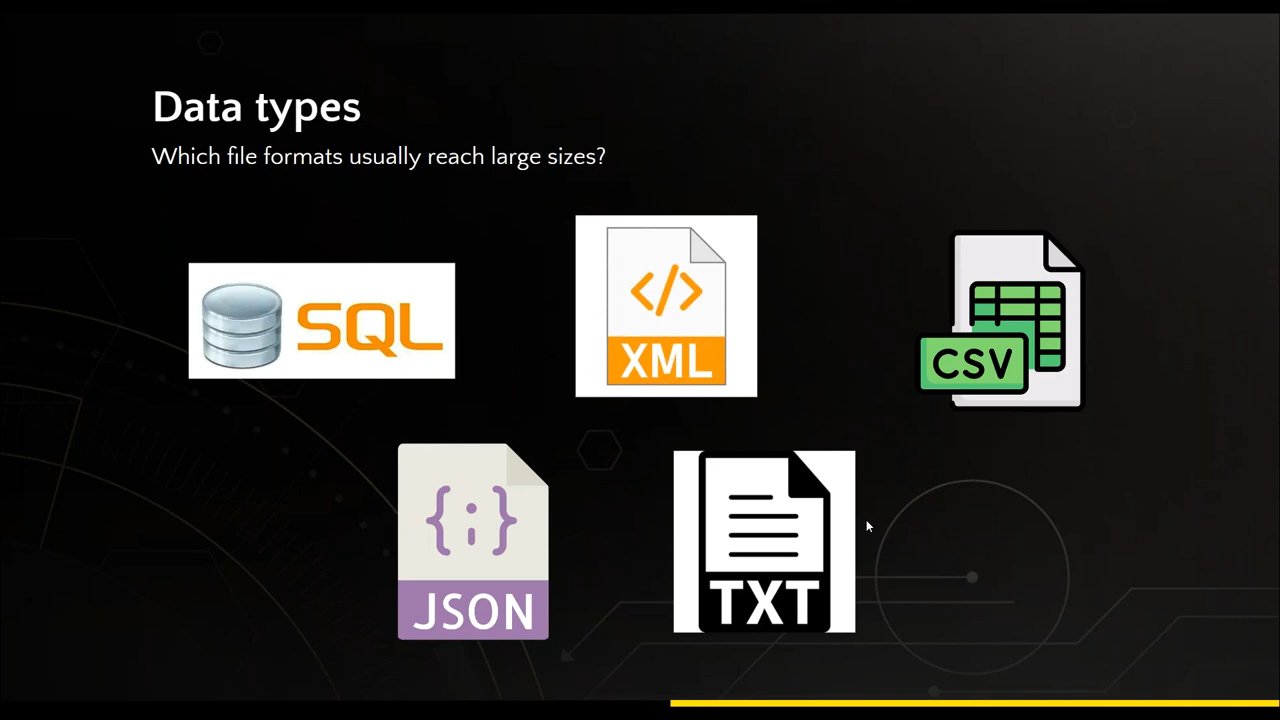 Data types
Which file formats usually reach large sizes?
SQL
XML
CSV
JSON
TXT